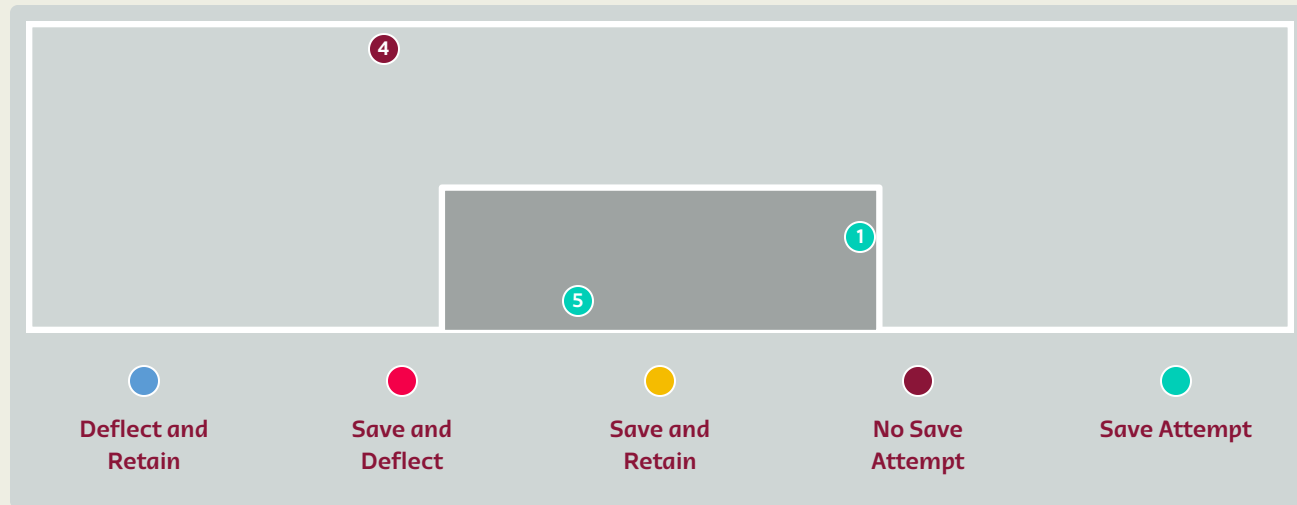 4
1
5
Deflect and
Retain
Save and
Deflect
Save and
Retain
No Save
Attempt
Save Attempt